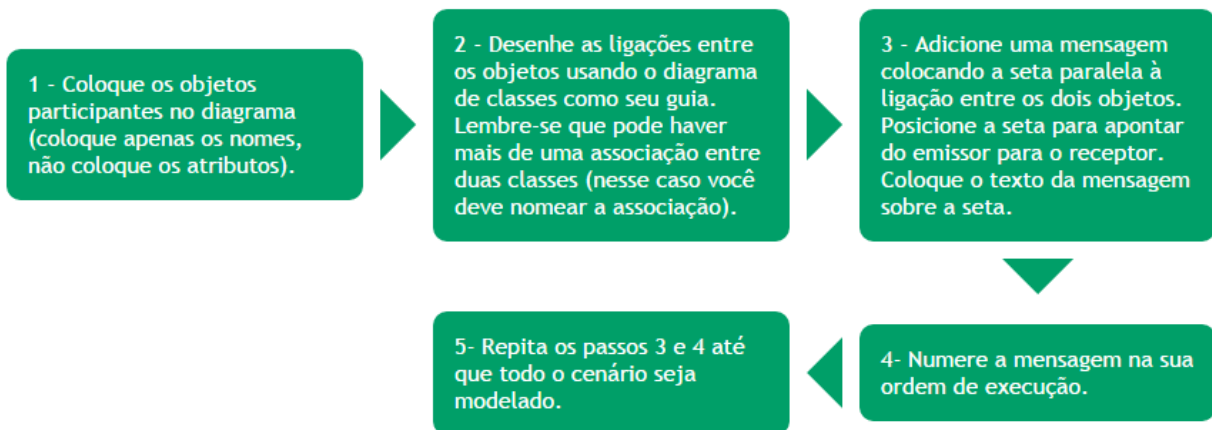 1 - Coloque os objetos
participantes no diagrama
(coloque apenas os nomes,
não coloque os atributos).
2 - Desenhe as ligações entre
os objetos usando o diagrama
de classes como seu guia.
Lembre-se que pode haver
mais de uma associação entre
duas classes (nesse caso você
deve nomear a associação).
3 - Adicione uma mensagem
colocando a seta paralela à
ligação entre os dois objetos.
Posicione a seta para apontar
do emissor para o receptor.
Coloque o texto da mensagem
sobre a seta.
4- Numere a mensagem na sua
ordem de execução.
5- Repita os passos 3 e 4 até
que todo o cenário seja
modelado.